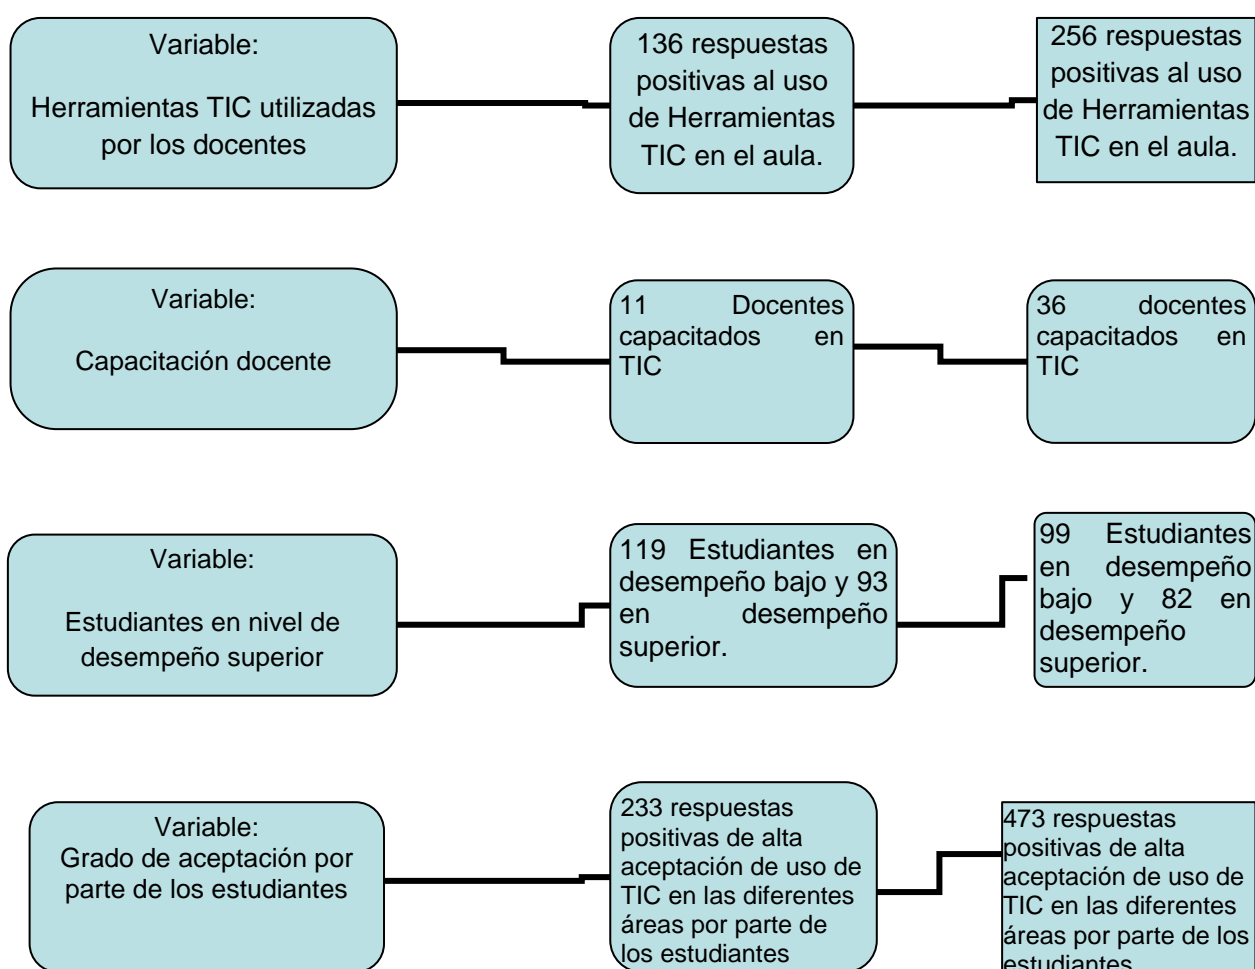 Variable:
Herramientas TIC utilizadas
por los docentes
136 respuestas
positivas al uso
de Herramientas
TIC en el aula.
256 respuestas
positivas al uso
de Herramientas
TIC en el aula.
Variable:
Capacitación docente
11 Docentes
capacitados en
TIC
36 docentes
capacitados en
TIC
Variable:
Estudiantes en nivel de
desempeño superior
119 Estudiantes en
desempeño bajo y 93
en desempeño
superior.
99 Estudiantes
en desempeño
bajo y 82 en
desempeño
superior.
Variable:
Grado de aceptación por
parte de los estudiantes
233 respuestas
positivas de alta
aceptación de uso de
TIC en las diferentes
áreas por parte de
los estudiantes
473 respuestas
positivas de alta
aceptación de uso de
TIC en las diferentes
áreas por parte de los
estudiantes